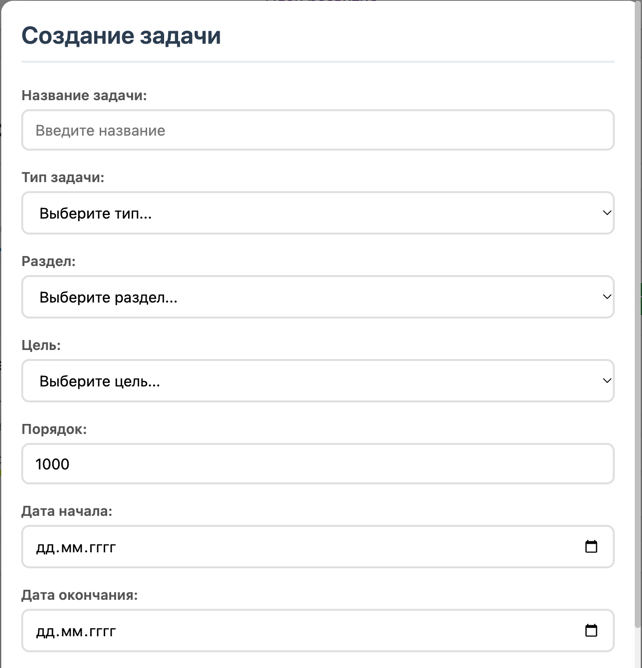 Создание задачи
Название задачи:
Введите название
Тип задачи:
Выберите тип...
Раздел:
Выберите раздел...
Цель:
Выберите цель...
Порядок:
1000
Дата начала:
дд.мм.гггг
Дата окончания:
дд.мм.гггг